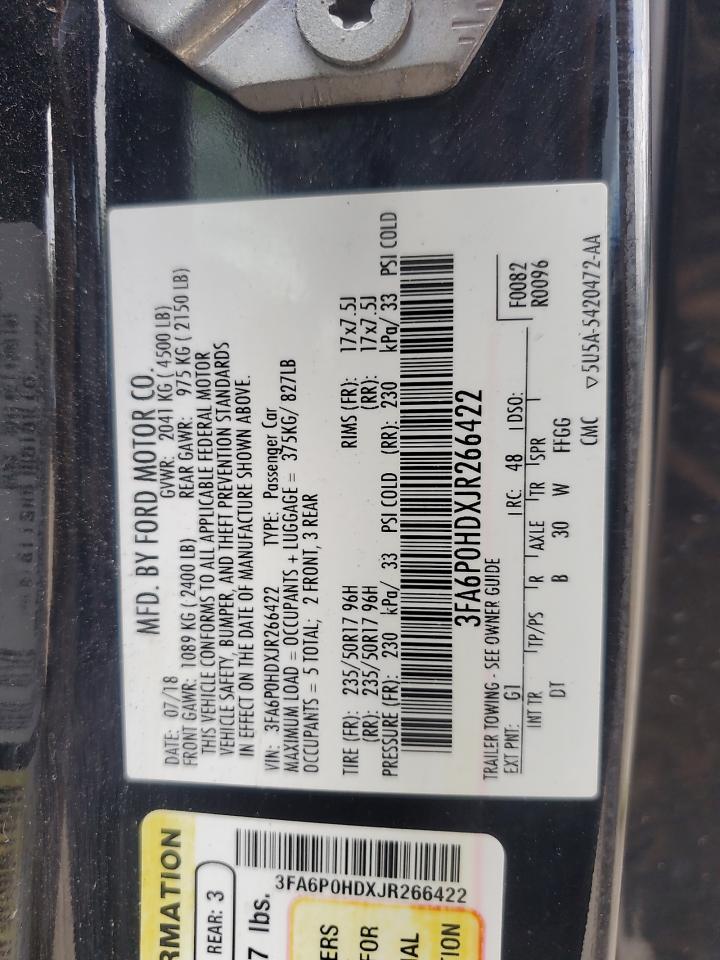 MFD. BY FORD MOTOR CO.
DATE: 07/18 GVWR: 2041 KG ( 4500 LB)
FRONT GAWR: 1089 KG ( 2400 LB) REAR GAWR: 975 KG ( 2150 LB)
THIS VEHICLE CONFORMS TO ALL APPLICABLE FEDERAL MOTOR
VEHICLE SAFETY, BUMPER, AND THEFT PREVENTION STANDARDS
IN EFFECT ON THE DATE OF MANUFACTURE SHOWN ABOVE.
VIN: 3FA6P0HDXJR266422 TYPE: Passenger Car
MAXIMUM LOAD = OCCUPANTS + LUGGAGE = 375KG/ 827LB
OCCUPANTS = 5 TOTAL; 2 FRONT, 3 REAR
TIRE (FR): 235/50R17 96H RIMS (FR): 17x7.5J
(RR): 235/50R17 96H (RR): 17x7.5J
PRESSURE (FR): 230 kPa/ 33 PSI COLD (RR): 230 kPa/ 33 PSI COLD
3FA6P0HDXJR266422
TRAILER TOWING - SEE OWNER GUIDE
F0082
R0096
EXT PNT: G1 RC: 48 DSO:
INT TR TP/PS R AXLE TR SPR
DT B 30 W FFGG
CMC ▽5U5A-5420472-AA
RMATION
REAR: 3
3FA6P0HDXJR266422
7 lbs.
ERS
FOR
AL
TION